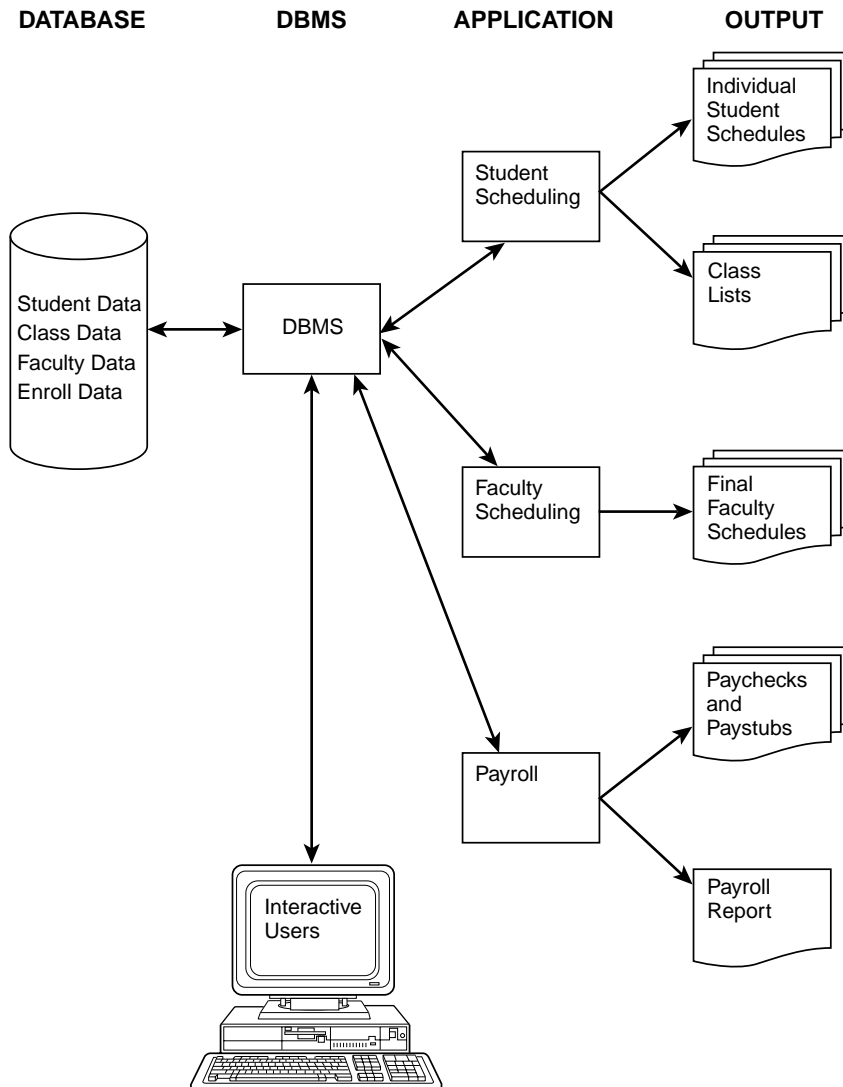 DATABASE DBMS APPLICATION OUTPUT
Individual
Student
Schedules
Student
Scheduling
Class
Lists
Student Data
Class Data
Faculty Data
Enroll Data
DBMS
Faculty
Scheduling
Final
Faculty
Schedules
Paychecks
and
Paystubs
Payroll
Payroll
Report
Interactive
Users